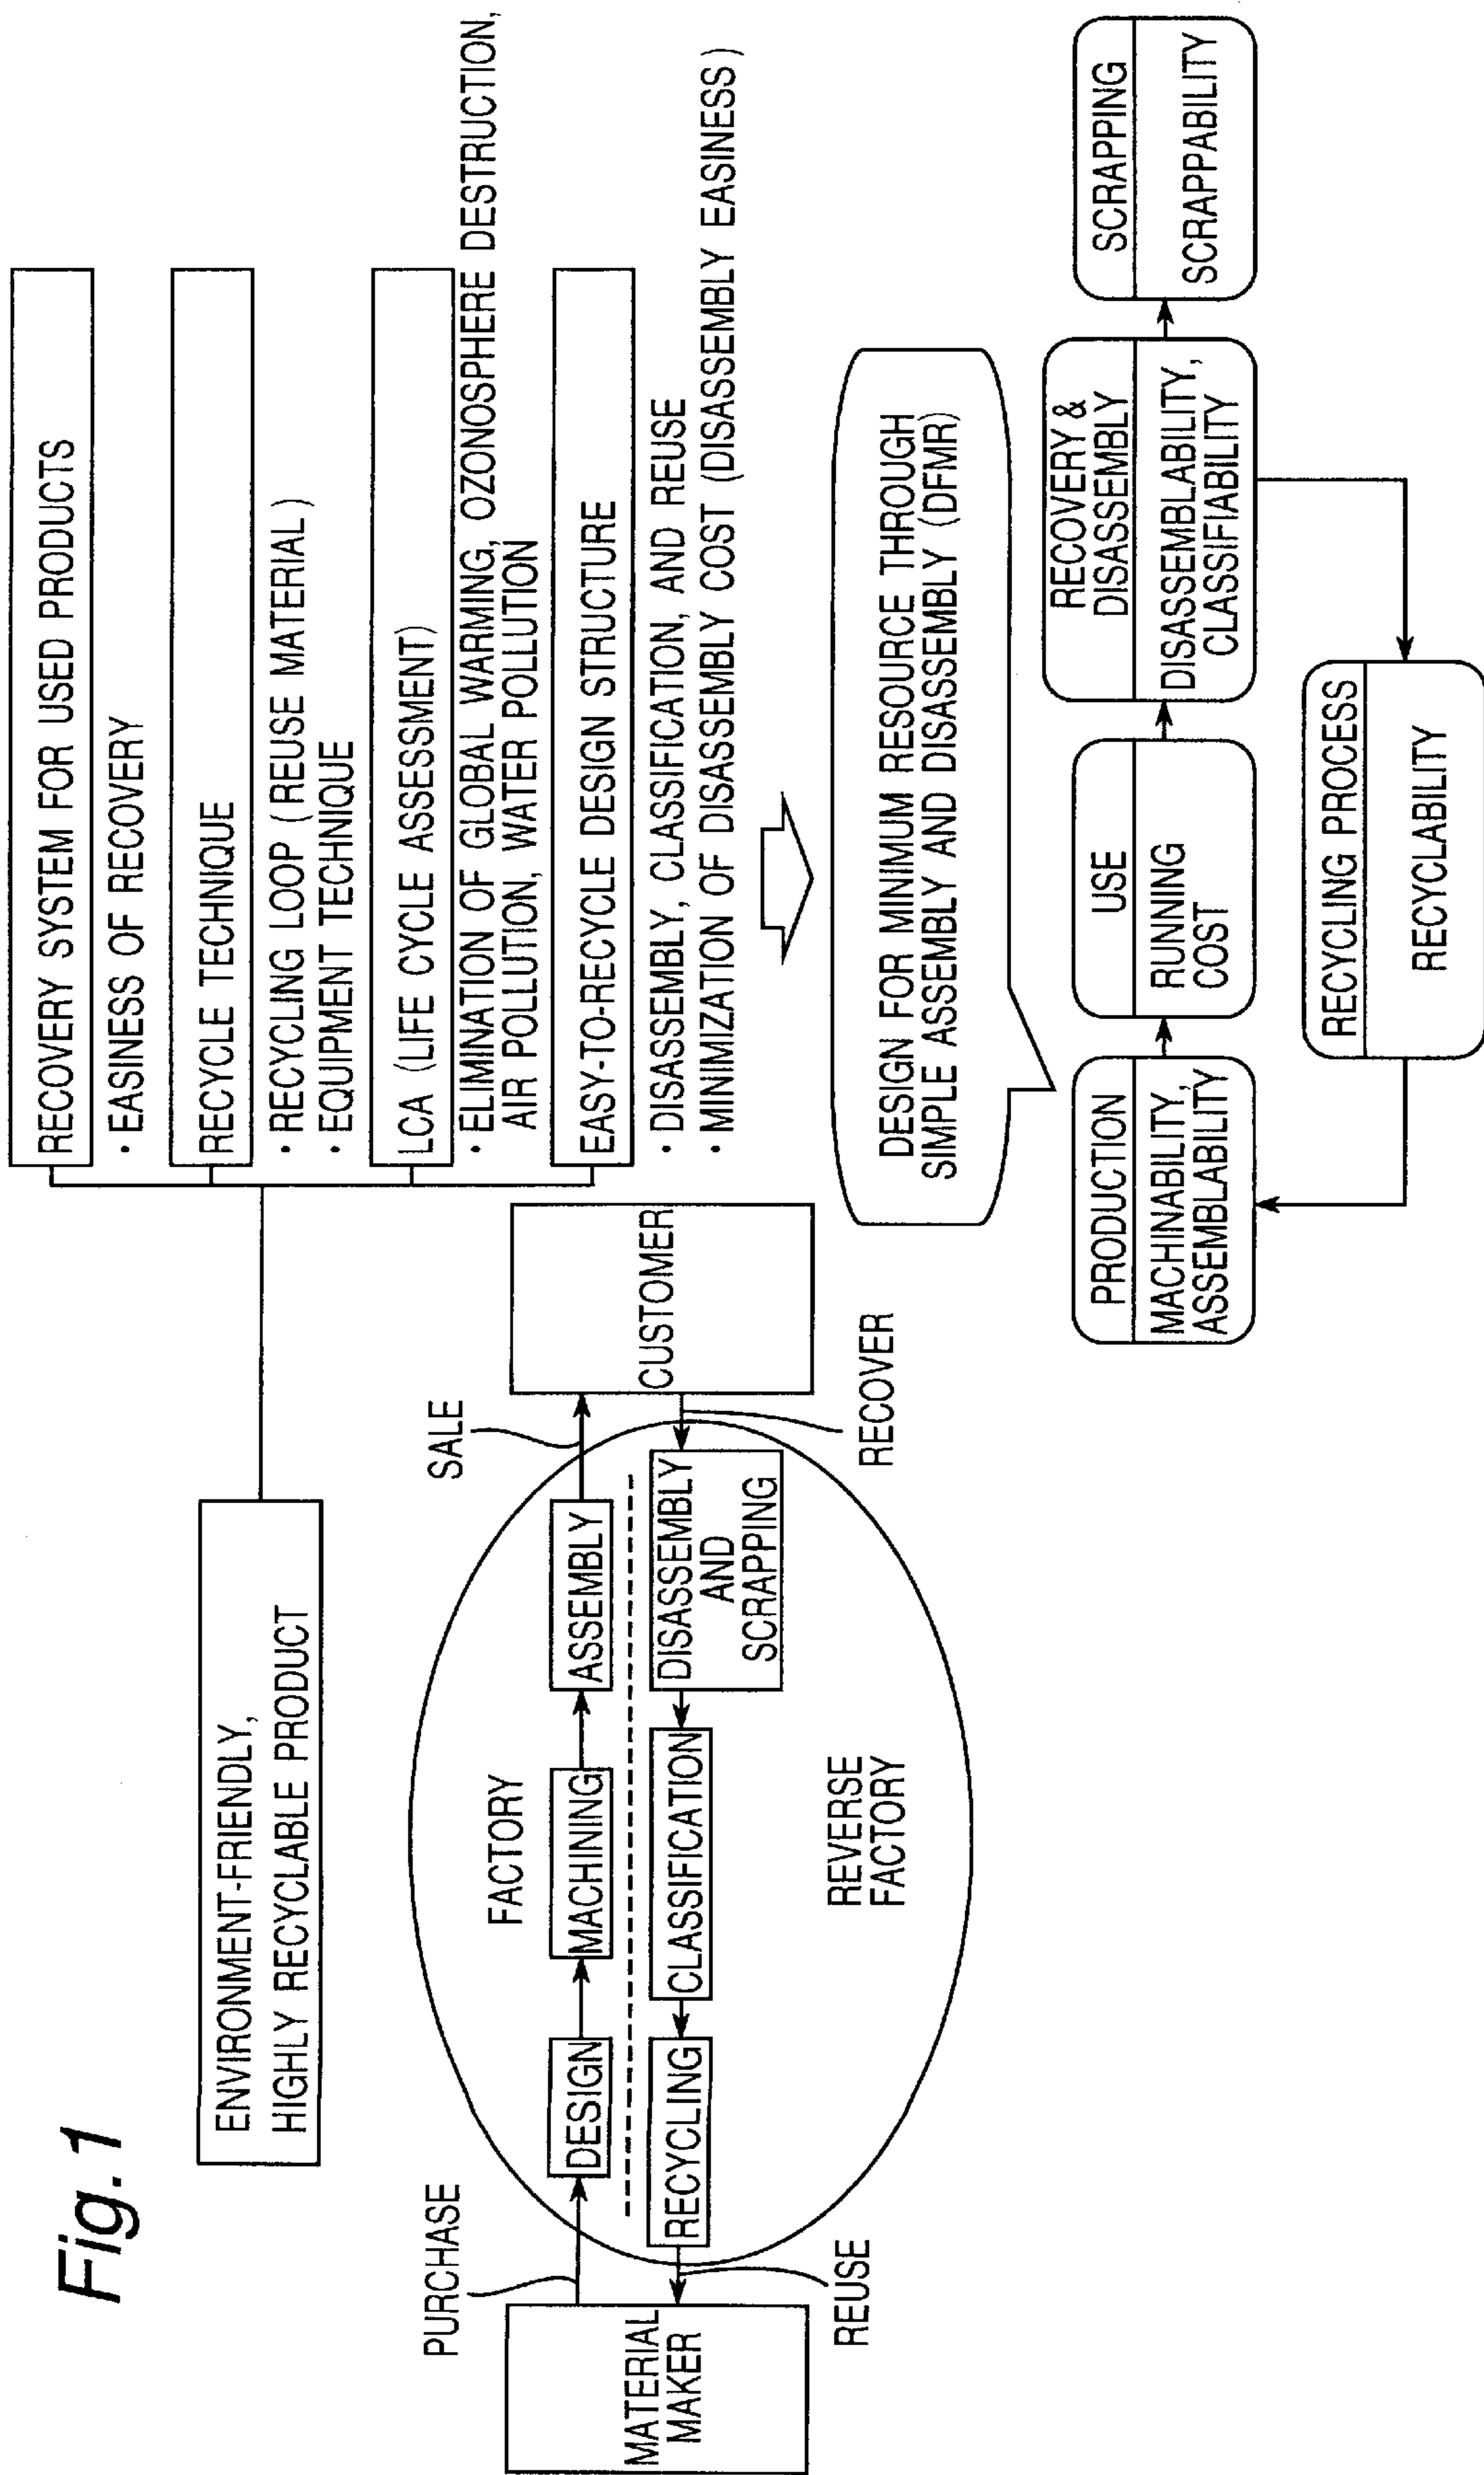 Fig. 1
ENVIRONMENT-FRIENDLY,
HIGHLY RECYCLABLE PRODUCT
RECOVERY SYSTEM FOR USED PRODUCTS
· EASINESS OF RECOVERY
RECYCLE TECHNIQUE
· RECYCLING LOOP (REUSE MATERIAL)
· EQUIPMENT TECHNIQUE
LCA (LIFE CYCLE ASSESSMENT)
· ELIMINATION OF GLOBAL WARMING, OZONOSPHERE DESTRUCTION,
AIR POLLUTION, WATER POLLUTION
EASY-TO-RECYCLE DESIGN STRUCTURE
· DISASSEMBLY, CLASSIFICATION, AND REUSE
· MINIMIZATION OF DISASSEMBLY COST (DISASSEMBLY EASINESS)
PURCHASE
SALE
FACTORY
MATERIAL
MAKER
DESIGN
MACHINING
ASSEMBLY
CUSTOMER
RECYCLING
CLASSIFICATION
DISASSEMBLY
AND
SCRAPPING
REUSE
REVERSE
FACTORY
RECOVER
DESIGN FOR MINIMUM RESOURCE THROUGH
SIMPLE ASSEMBLY AND DISASSEMBLY (DFMR)
PRODUCTION
MACHINABILITY,
ASSEMBLABILITY
USE
RUNNING
COST
RECOVERY &
DISASSEMBLY
DISASSEMBLABILITY,
CLASSIFIABILITY
SCRAPPING
SCRAPPABILITY
RECYCLING PROCESS
RECYCLABILITY